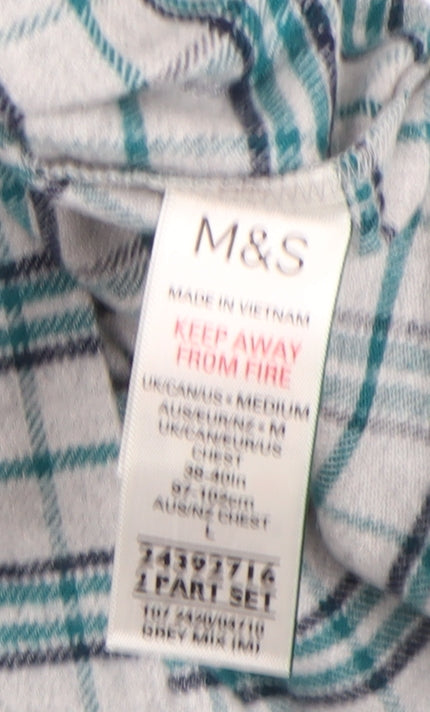 M&S
MADE IN VIETNAM
KEEP AWAY
FROM FIRE
UK/CAN/US • MEDIUM
AUS/EUR/NZ • M
UK/CAN/EUR/US
CHEST
38-40in
97-102cm
AUS/NZ CHEST
L
2 PART SET
GREY MIX (M)